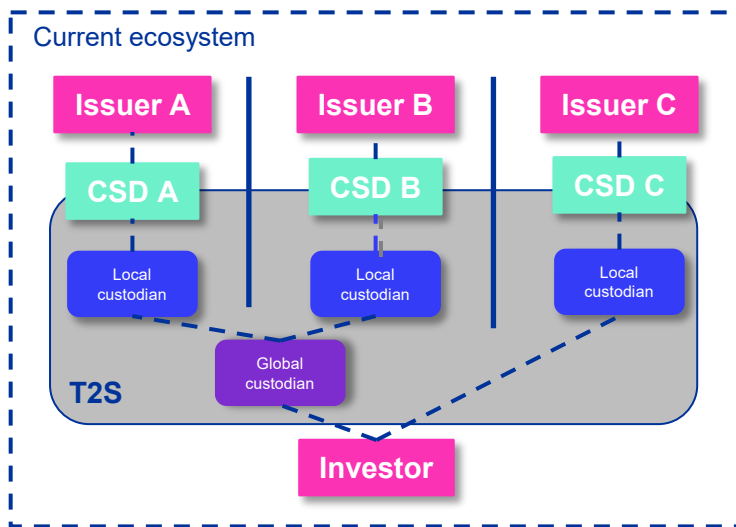 Current ecosystem
Issuer A
Issuer B
Issuer C
CSD A
CSD B
CSD C
Local
custodian
Local
custodian
Local
custodian
Global
custodian
T2S
Investor